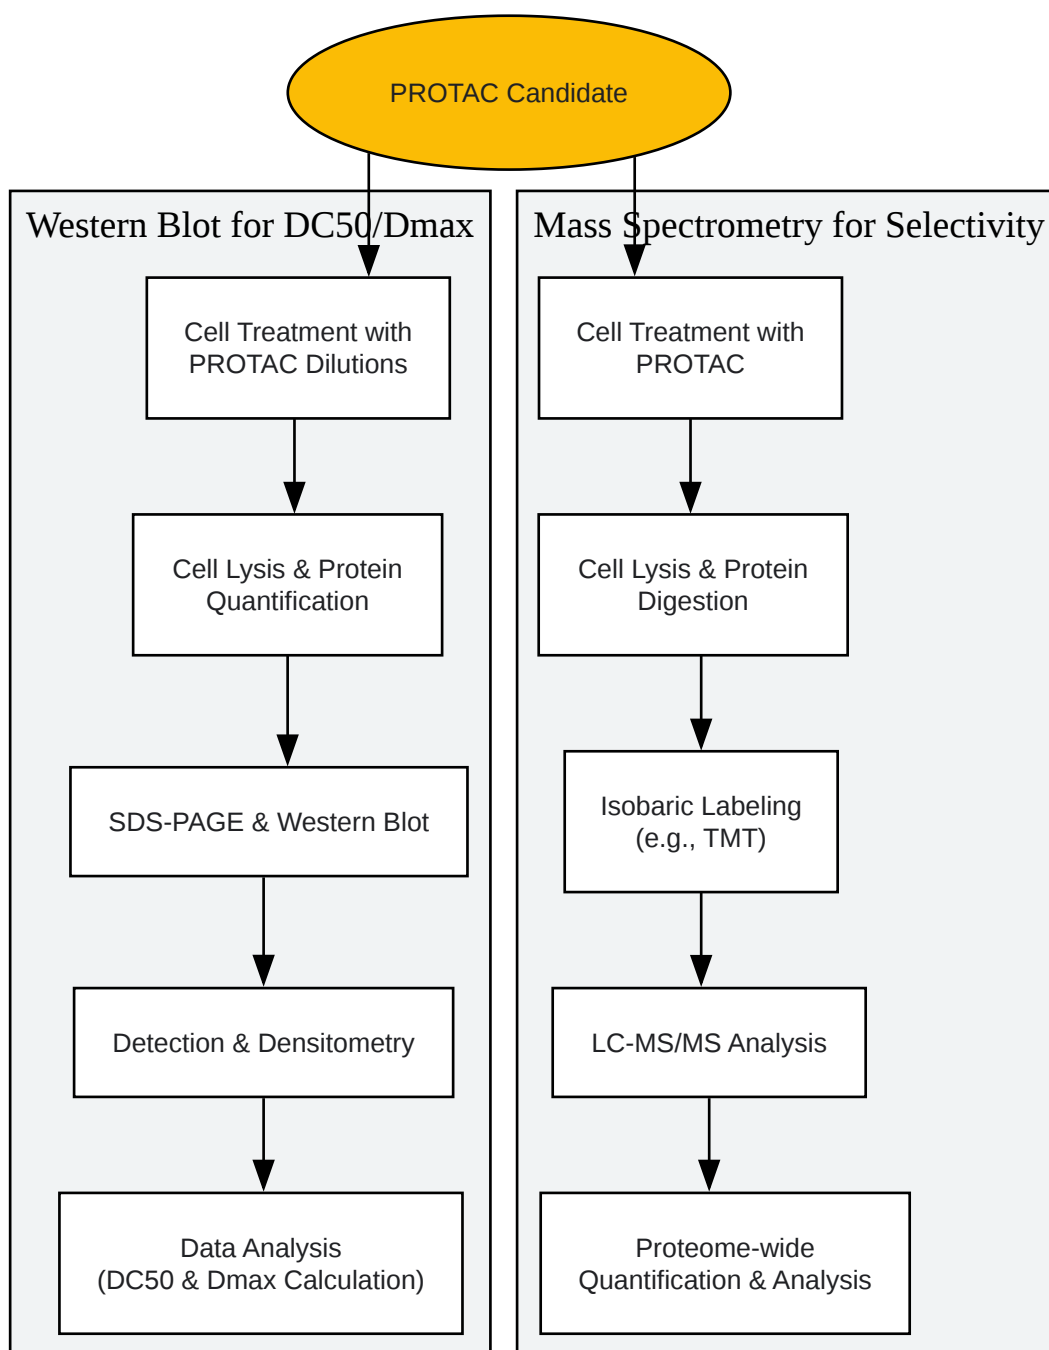 PROTAC Candidate
Western Blot for DC50/Dmax
Cell Treatment with
PROTAC Dilutions
Cell Lysis & Protein
Quantification
SDS-PAGE & Western Blot
Detection & Densitometry
Data Analysis
(DC50 & Dmax Calculation)
Mass Spectrometry for Selectivity
Cell Treatment with
PROTAC
Cell Lysis & Protein
Digestion
Isobaric Labeling
(e.g., TMT)
LC-MS/MS Analysis
Proteome-wide
Quantification & Analysis